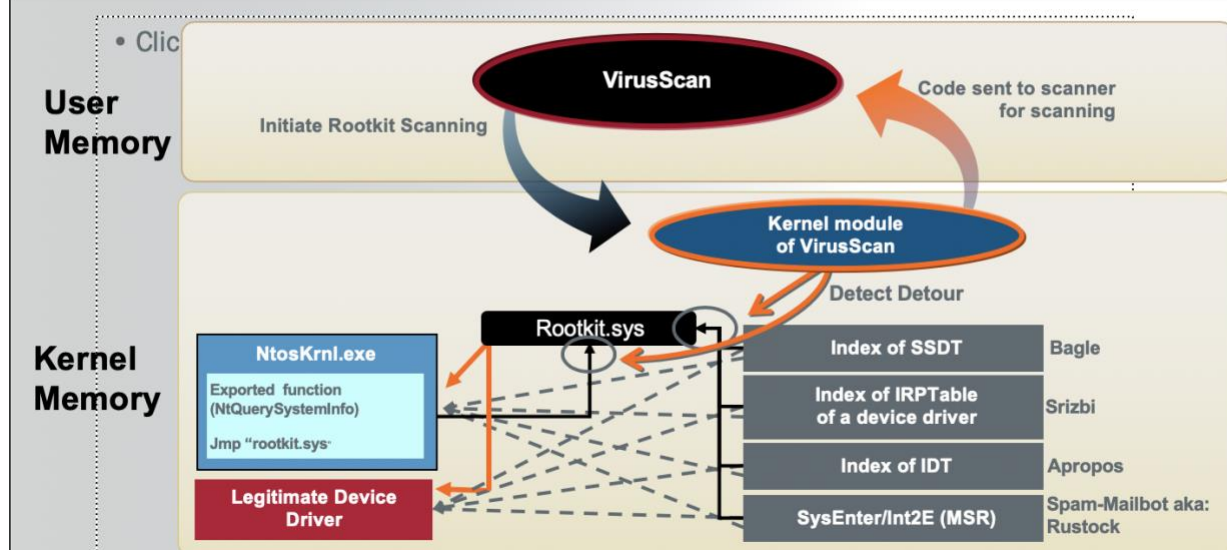 • Clic
User
Memory
VirusScan
Initiate Rootkit Scanning
Code sent to scanner
for scanning
Kernel module
of VirusScan
Detect Detour
Kernel
Memory
Rootkit.sys
NtosKrnl.exe
Exported function
(NtQuerySystemInfo)
Jmp "rootkit.sys"
Legitimate Device
Driver
Index of SSDT
Bagle
Index of IRPTable
of a device driver
Srizbi
Index of IDT
Apropos
SysEnter/Int2E (MSR)
Spam-Mailbot aka:
Rustock